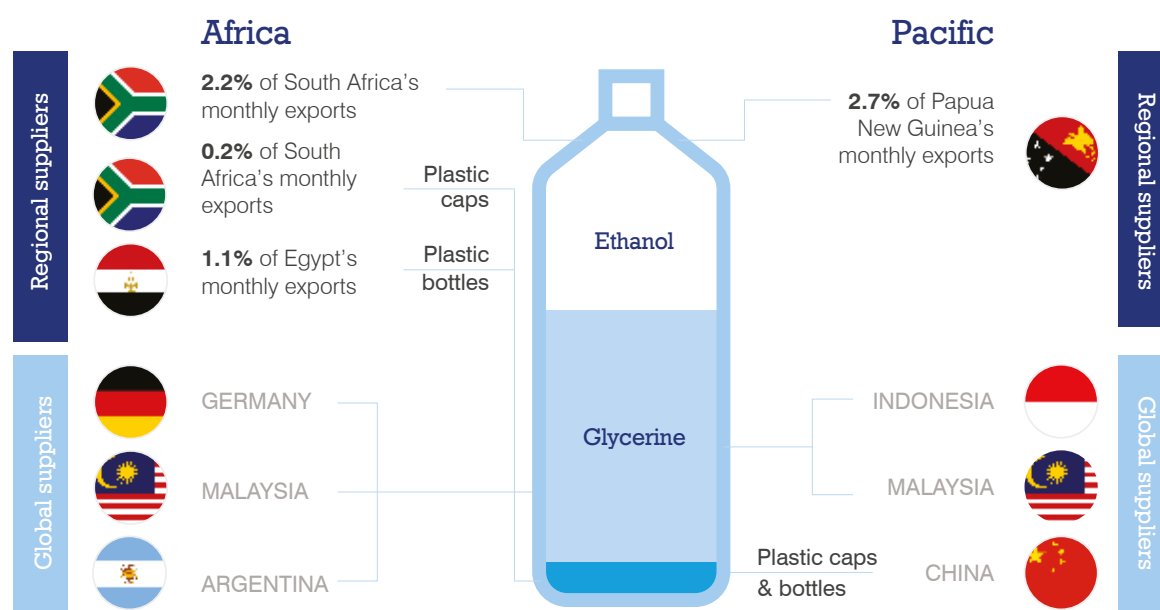 Africa
Regional suppliers
2.2% of South Africa's
monthly exports
0.2% of South
Africa's monthly
exports
Plastic
caps
1.1% of Egypt's
monthly exports
Plastic
bottles
Global suppliers
GERMANY
MALAYSIA
ARGENTINA
Ethanol
Glycerine
Pacific
Regional suppliers
2.7% of Papua
New Guinea's
monthly exports
Global suppliers
INDONESIA
MALAYSIA
Plastic caps
& bottles
CHINA